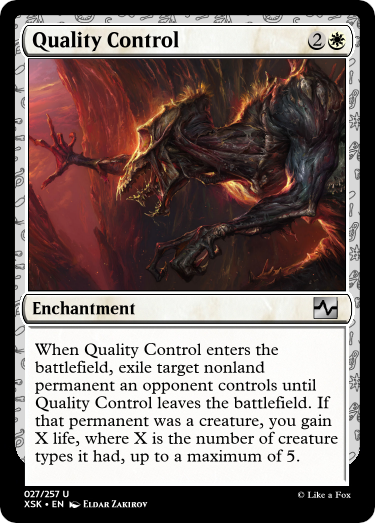 Quality Control 2
Enchantment
When Quality Control enters the
battlefield, exile target nonland
permanent an opponent controls until
Quality Control leaves the battlefield. If
that permanent was a creature, you gain
X life, where X is the number of creature
types it had, up to a maximum of 5.
027/257 U
XSK • EN ELDAR ZAKIROV
© Like a Fox